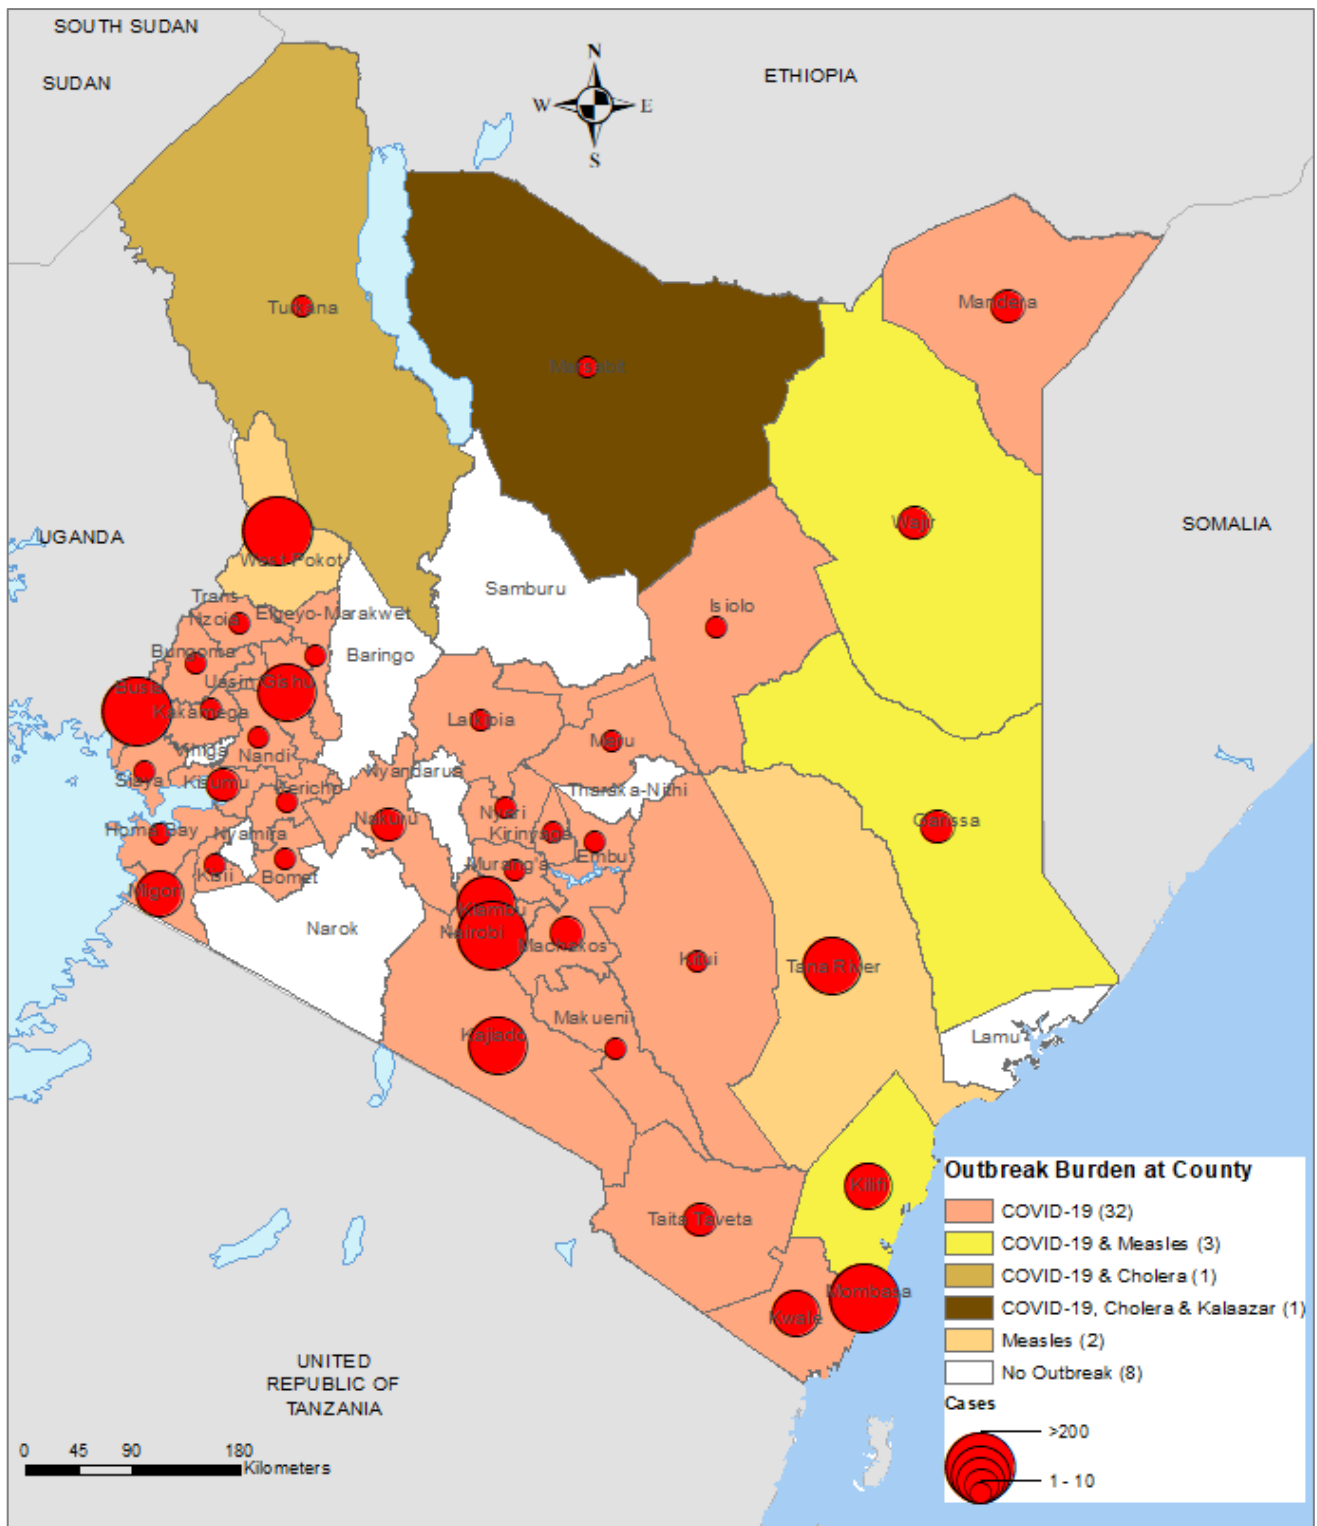 SOUTH SUDAN
SUDAN
ETHIOPIA
N
W
E
S
Turkana
Mandera
Marsabit
Wajir
UGANDA
SOMALIA
West Pokot
Samburu
Trans
Nzoia
Elgeyo-Marakwet
Isiolo
Bungoma
Baringo
Busia
Uasin Gishu
Kakamega
Laikipia
Vihiga
Nandi
Meru
Siaya
Kisumu
Kericho
Nyandarua
Tharaka-Nithi
Homa Bay
Nyamira
Nakuru
Nyeri
Kirinyaga
Embu
Garissa
Kisii
Bomet
Murang'a
Migori
Narok
Kiambu
Nairobi
Machakos
Kitui
Tana River
Kajiado
Makueni
Lamu
Kilifi
Taita Taveta
Mombasa
Kwale
UNITED
REPUBLIC OF
TANZANIA
0 45 90 180
Kilometers
Outbreak Burden at County
COVID-19 (32)
COVID-19 & Measles (3)
COVID-19 & Cholera (1)
COVID-19, Cholera & Kalaazar (1)
Measles (2)
No Outbreak (8)
Cases
>200
1 - 10